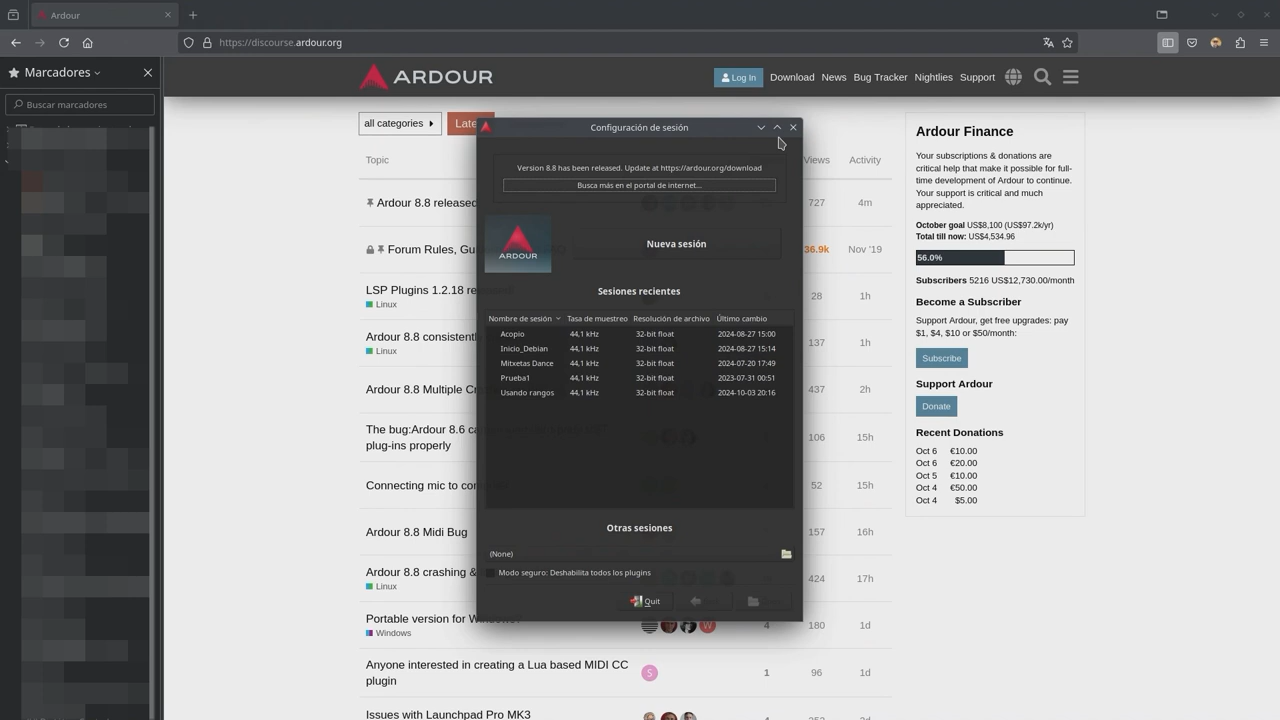 Ardour
https://discourse.ardour.org
Marcadores
Buscar marcadores
ARDOUR
Log In
Download
News
Bug Tracker
Nightlies
Support
all categories
Topic
Views
Activity
Ardour 8.8 released
727
4m
Forum Rules,
36.9k
Nov '19
LSP Plugins 1.2.18
Linux
28
1h
Ardour 8.8
Linux
137
1h
Ardour 8.8 Multiple
437
2h
The bug:Ardour 8.6
plug-ins properly
106
15h
Connecting mic to
52
15h
Ardour 8.8 Midi Bug
157
16h
Ardour 8.8 crashing &
Linux
424
17h
Portable version for Windows?
Windows
W
4
180
1d
Anyone interested in creating a Lua based MIDI CC
plugin
S
1
96
1d
Issues with Launchpad Pro MK3
Configuración de sesión
Version 8.8 has been released. Update at https://ardour.org/download
Busca más en el portal de internet...
ARDOUR
Nueva sesión
Sesiones recientes
Nombre de sesión Tasa de muestreo Resolución de archivo Último cambio
Acopio 44,1 kHz 32-bit float 2024-08-27 15:00
Inicio_Debian 44,1 kHz 32-bit float 2024-08-27 15:14
Mitxetas Dance 44,1 kHz 32-bit float 2024-07-20 17:49
Prueba1 44,1 kHz 32-bit float 2023-07-31 00:51
Usando rangos 44,1 kHz 32-bit float 2024-10-03 20:16
Otras sesiones
(None)
Modo seguro: Deshabilita todos los plugins
Quit
Ardour Finance
Your subscriptions & donations are
critical help that make it possible for full-
time development of Ardour to continue.
Your support is critical and much
appreciated.
October goal US$8,100 (US$97.2k/yr)
Total till now: US$4,534.96
56.0%
Subscribers 5216 US$12,730.00/month
Become a Subscriber
Support Ardour, get free upgrades: pay
$1, $4, $10 or $50/month:
Subscribe
Support Ardour
Donate
Recent Donations
Oct 6 €10.00
Oct 6 €20.00
Oct 5 €10.00
Oct 4 €50.00
Oct 4 $5.00